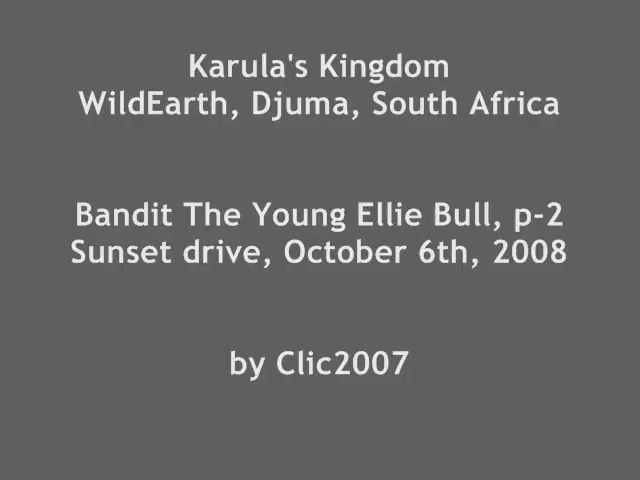 Karula's Kingdom
WildEarth, Djuma, South Africa
Bandit The Young Ellie Bull, p-2
Sunset drive, October 6th, 2008
by Clic2007